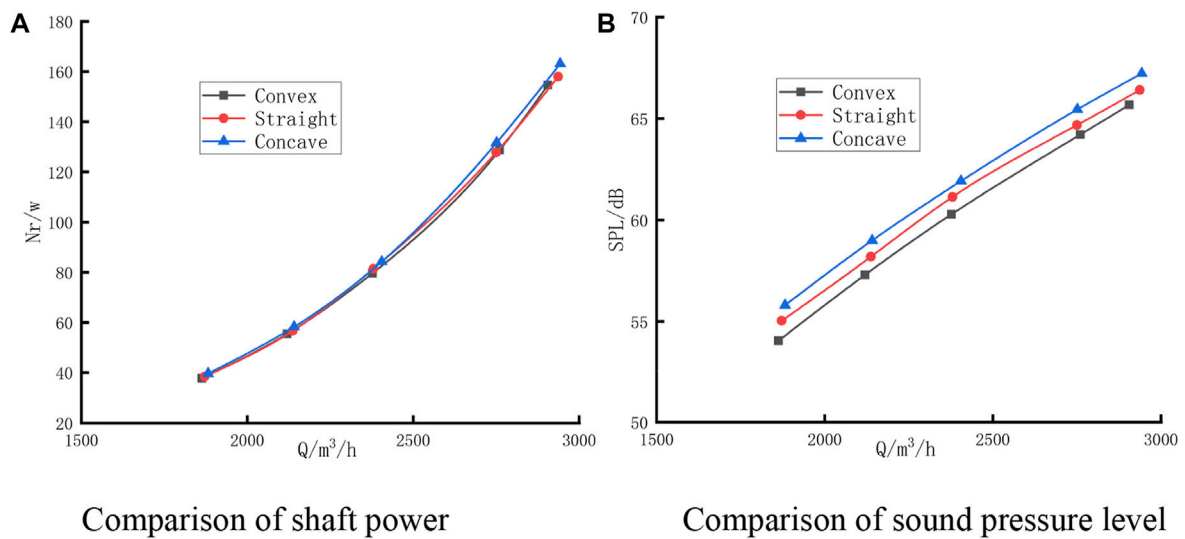 A
180
160
140
120
100
80
60
40
20
Nr/w
Convex
Straight
Concave
1500
2000
2500
3000
Q/m³/h
Comparison of shaft power
B
70
65
60
55
50
SPL/dB
Convex
Straight
Concave
1500
2000
2500
3000
Q/m³/h
Comparison of sound pressure level